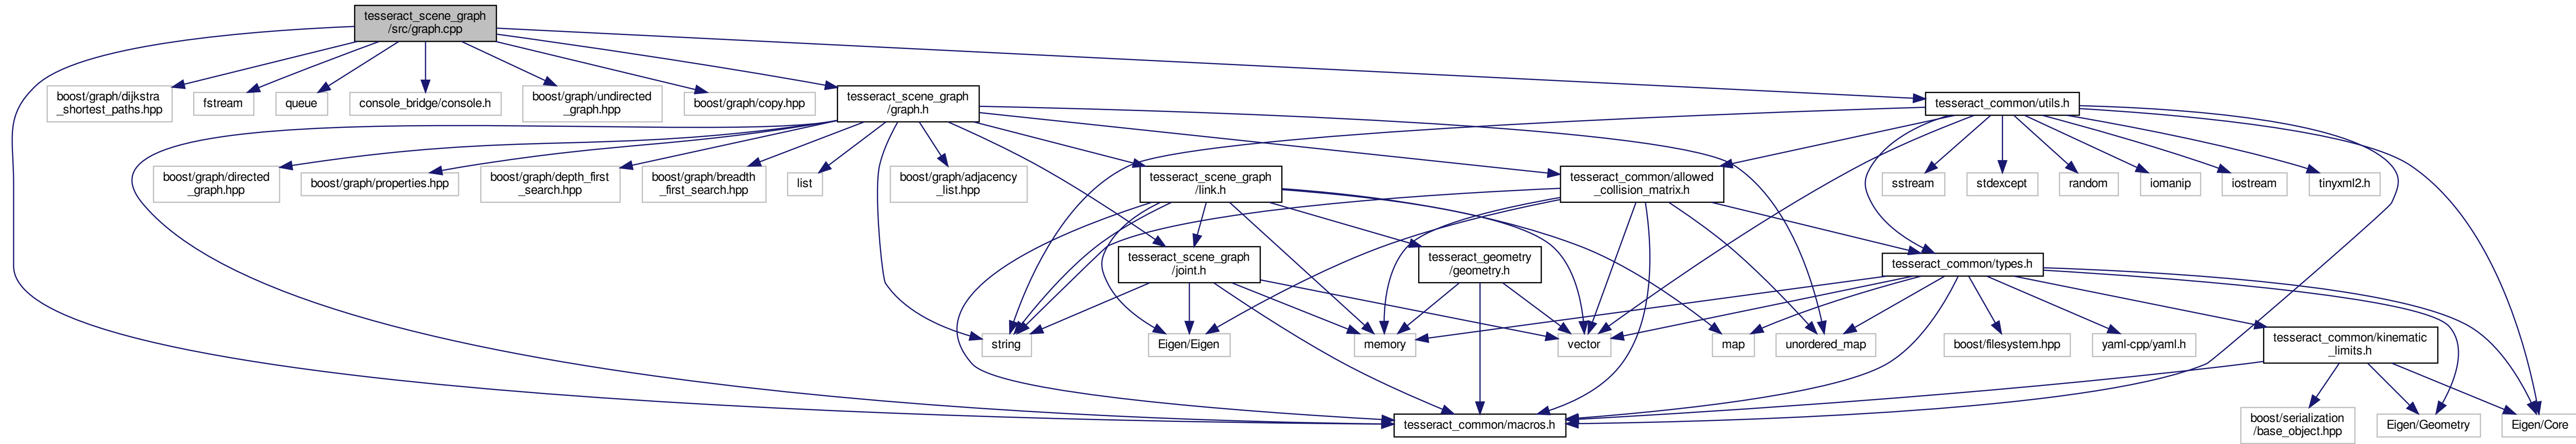 tesseract_scene_graph
/src/graph.cpp
boost/graph/dijkstra
_shortest_paths.hpp
fstream
queue
console_bridge/console.h
boost/graph/undirected
_graph.hpp
boost/graph/copy.hpp
tesseract_scene_graph
/graph.h
tesseract_common/utils.h
boost/graph/directed
_graph.hpp
boost/graph/properties.hpp
boost/graph/depth_first
_search.hpp
boost/graph/breadth
_first_search.hpp
list
boost/graph/adjacency
_list.hpp
tesseract_scene_graph
/link.h
tesseract_common/allowed
_collision_matrix.h
sstream
stdexcept
random
iomanip
iostream
tinyxml2.h
tesseract_scene_graph
/joint.h
tesseract_geometry
/geometry.h
tesseract_common/types.h
string
Eigen/Eigen
memory
vector
map
unordered_map
boost/filesystem.hpp
yaml-cpp/yaml.h
tesseract_common/kinematic
_limits.h
tesseract_common/macros.h
boost/serialization
/base_object.hpp
Eigen/Geometry
Eigen/Core